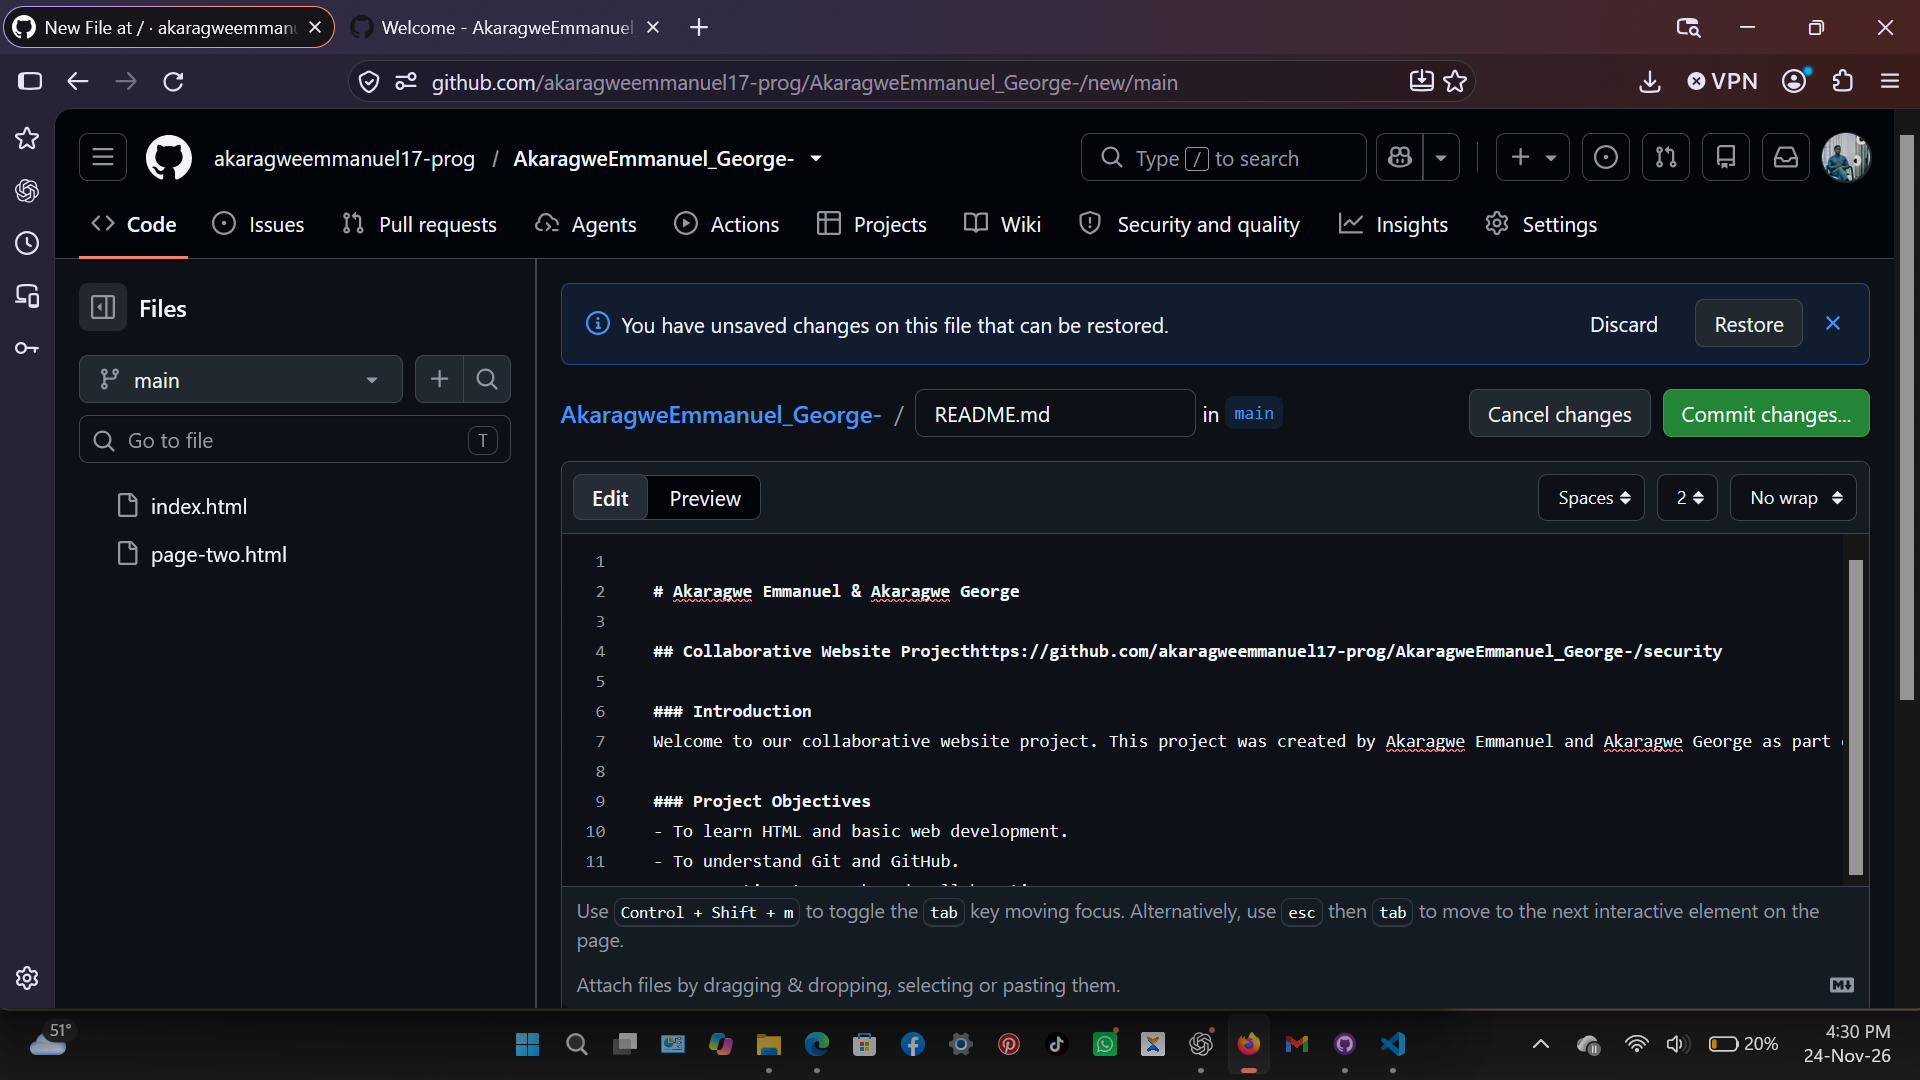 New File at / · akaragweemmanu
Welcome - AkaragweEmmanuel
github.com/akaragweemmanuel17-prog/AkaragweEmmanuel_George-/new/main
VPN
akaragweemmanuel17-prog / AkaragweEmmanuel_George-
Type / to search
Code
Issues
Pull requests
Agents
Actions
Projects
Wiki
Security and quality
Insights
Settings
Files
main
Go to file
T
index.html
page-two.html
You have unsaved changes on this file that can be restored.
Discard
Restore
AkaragweEmmanuel_George- / README.md in main
Cancel changes
Commit changes...
Edit
Preview
Spaces
2
No wrap
1
2 # Akaragwe Emmanuel & Akaragwe George
3
4 ## Collaborative Website Projecthttps://github.com/akaragweemmanuel17-prog/AkaragweEmmanuel_George-/security
5
6 ### Introduction
7 Welcome to our collaborative website project. This project was created by Akaragwe Emmanuel and Akaragwe George as part
8
9 ### Project Objectives
10 - To learn HTML and basic web development.
11 - To understand Git and GitHub.
Use Control + Shift + m to toggle the tab key moving focus. Alternatively, use esc then tab to move to the next interactive element on the
page.
Attach files by dragging & dropping, selecting or pasting them.
51°
20%
4:30 PM
24-Nov-26